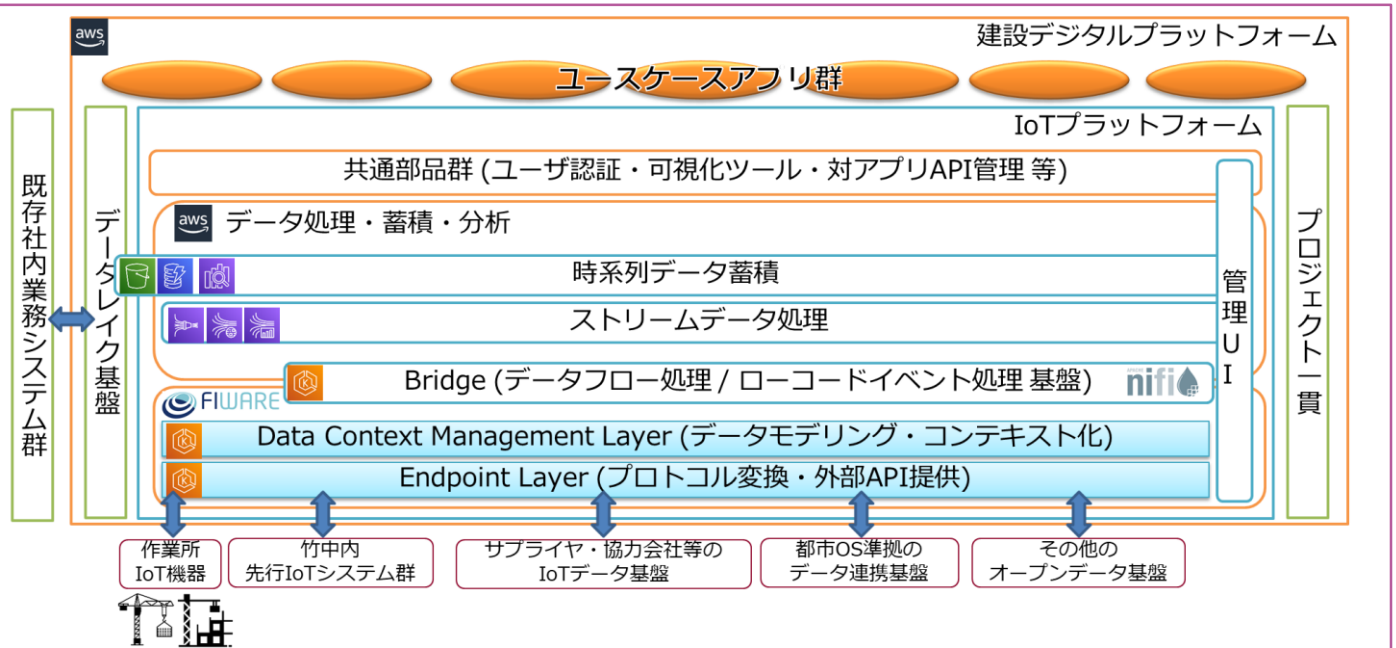 aws
建設デジタルプラットフォーム
ユースケースアプリ群
既存社内業務システム群
データレイク基盤
IoTプラットフォーム
共通部品群 (ユーザ認証・可視化ツール・対アプリAPI管理 等)
aws
データ処理・蓄積・分析
時系列データ蓄積
ストリームデータ処理
Bridge (データフロー処理 / ローコードイベント処理 基盤)
nifi
FIWARE
Data Context Management Layer (データモデリング・コンテキスト化)
Endpoint Layer (プロトコル変換・外部API提供)
管理UI
プロジェクト一貫
作業所
IoT機器
竹中内
先行IoTシステム群
サプライヤ・協力会社等の
IoTデータ基盤
都市OS準拠の
データ連携基盤
その他の
オープンデータ基盤